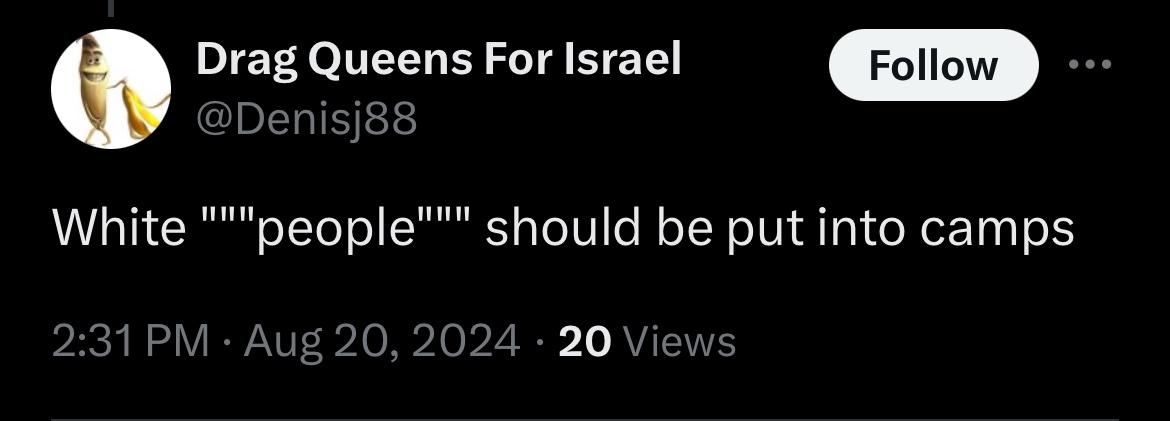 Drag Queens For Israel
Follow
@Denisj88
White """people""" should be put into camps
2:31 PM · Aug 20, 2024 · 20 Views